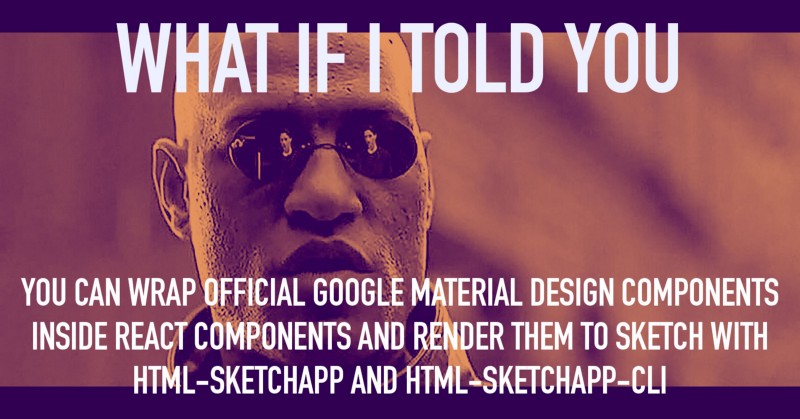 WHAT IF I TOLD YOU
YOU CAN WRAP OFFICIAL GOOGLE MATERIAL DESIGN COMPONENTS
INSIDE REACT COMPONENTS AND RENDER THEM TO SKETCH WITH
HTML-SKETCHAPP AND HTML-SKETCHAPP-CLI